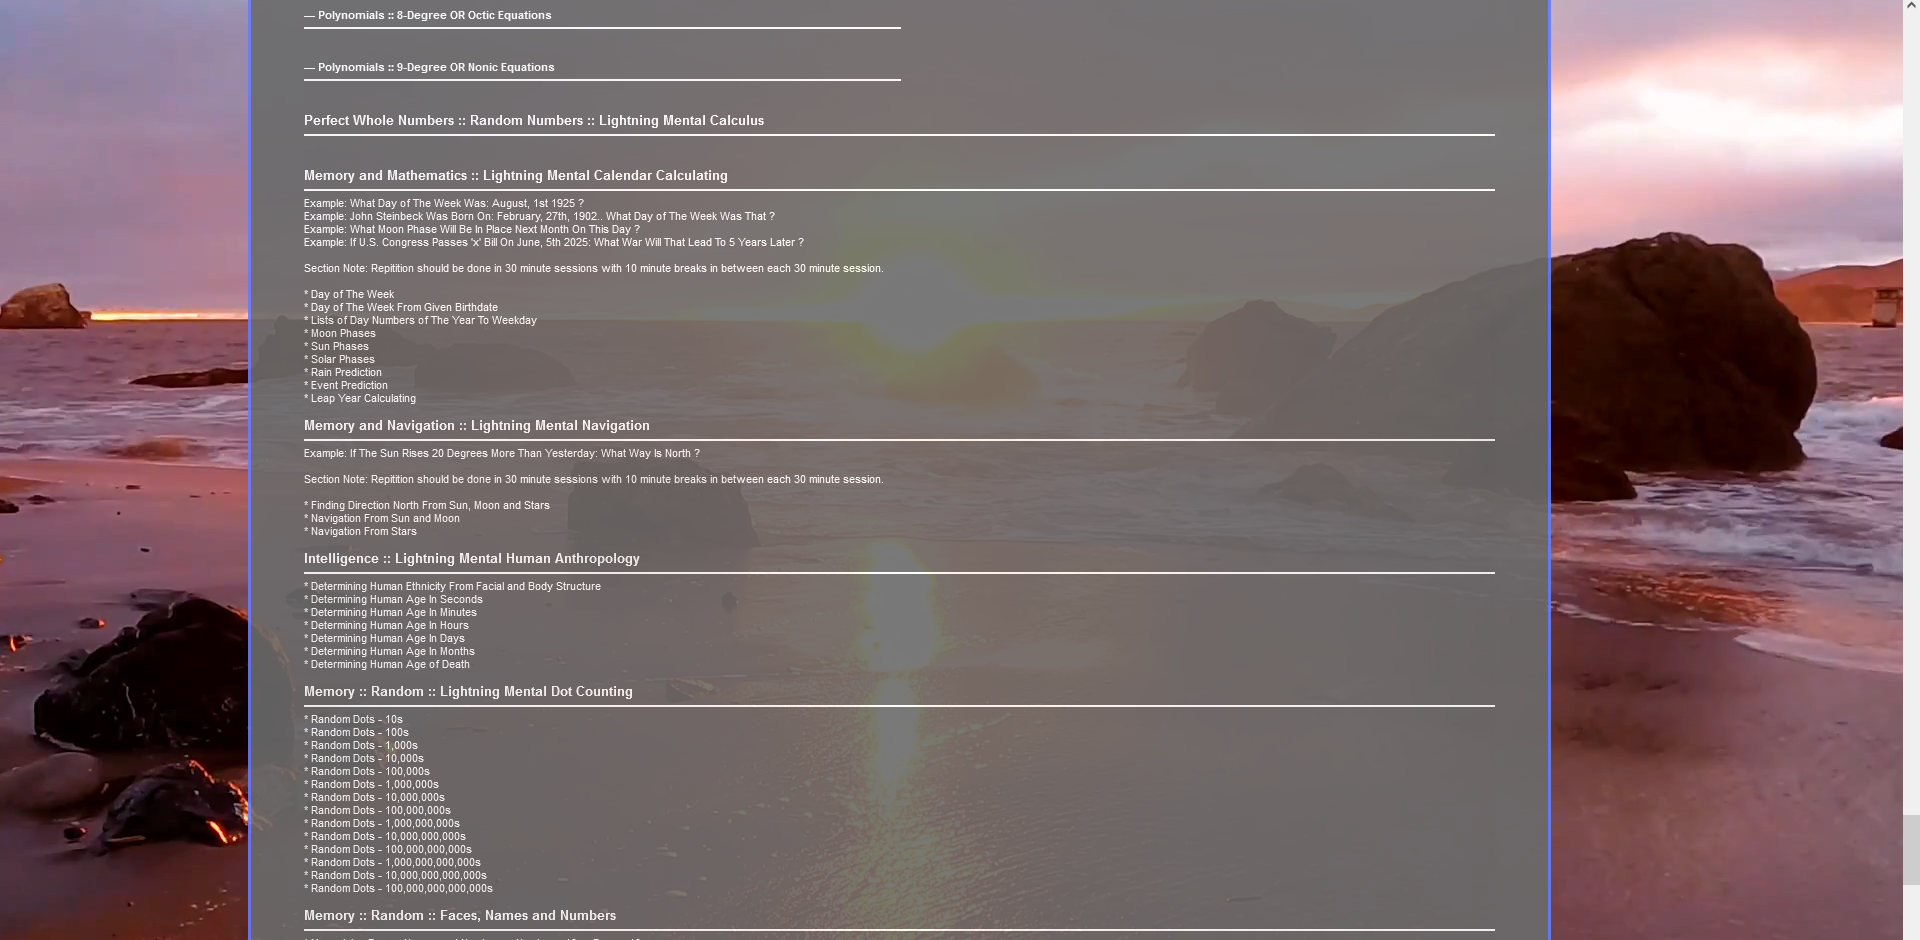 — Polynomials :: 8-Degree OR Octic Equations
— Polynomials :: 9-Degree OR Nonic Equations
Perfect Whole Numbers :: Random Numbers :: Lightning Mental Calculus
Memory and Mathematics :: Lightning Mental Calendar Calculating
Example: What Day of The Week Was: August, 1st 1925 ?
Example: John Steinbeck Was Born On: February, 27th, 1902.. What Day of The Week Was That ?
Example: What Moon Phase Will Be In Place Next Month On This Day ?
Example: If U.S. Congress Passes 'x' Bill On June, 5th 2025: What War Will That Lead To 5 Years Later ?
Section Note: Repitition should be done in 30 minute sessions with 10 minute breaks in between each 30 minute session.
* Day of The Week
* Day of The Week From Given Birthdate
* Lists of Day Numbers of The Year To Weekday
* Moon Phases
* Sun Phases
* Solar Phases
* Rain Prediction
* Event Prediction
* Leap Year Calculating
Memory and Navigation :: Lightning Mental Navigation
Example: If The Sun Rises 20 Degrees More Than Yesterday: What Way Is North ?
Section Note: Repitition should be done in 30 minute sessions with 10 minute breaks in between each 30 minute session.
* Finding Direction North From Sun, Moon and Stars
* Navigation From Sun and Moon
* Navigation From Stars
Intelligence :: Lightning Mental Human Anthropology
* Determining Human Ethnicity From Facial and Body Structure
* Determining Human Age In Seconds
* Determining Human Age In Minutes
* Determining Human Age In Hours
* Determining Human Age In Days
* Determining Human Age In Months
* Determining Human Age of Death
Memory :: Random :: Lightning Mental Dot Counting
* Random Dots - 10s
* Random Dots - 100s
* Random Dots - 1,000s
* Random Dots - 10,000s
* Random Dots - 100,000s
* Random Dots - 1,000,000s
* Random Dots - 10,000,000s
* Random Dots - 100,000,000s
* Random Dots - 1,000,000,000s
* Random Dots - 10,000,000,000s
* Random Dots - 100,000,000,000s
* Random Dots - 1,000,000,000,000s
* Random Dots - 10,000,000,000,000s
* Random Dots - 100,000,000,000,000s
Memory :: Random :: Faces, Names and Numbers